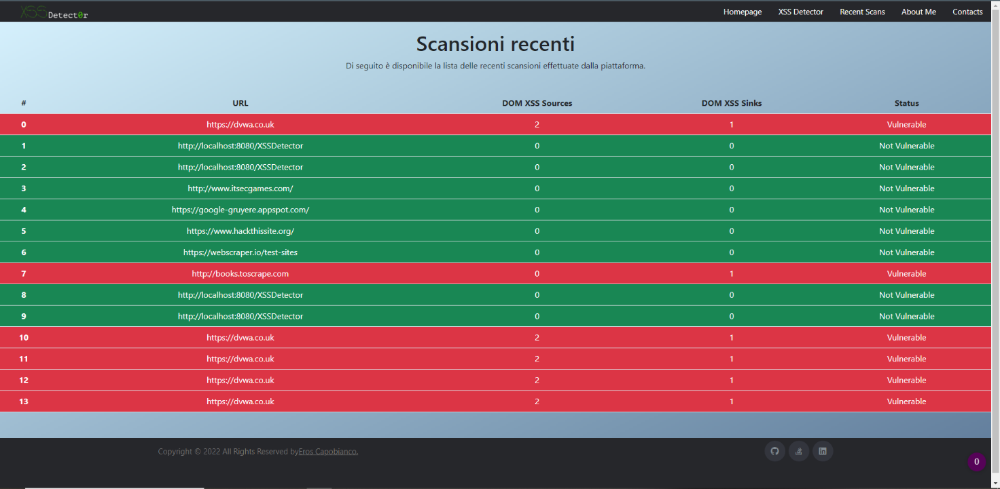 XSSDetect0r Homepage XSS Detector Recent Scans About Me Contacts
Scansioni recenti
Di seguito è disponibile la lista delle recenti scansioni effettuate dalla piattaforma.
# URL DOM XSS Sources DOM XSS Sinks Status
0 https://dvwa.co.uk 2 1 Vulnerable
1 http://localhost:8080/XSSDetector 0 0 Not Vulnerable
2 http://localhost:8080/XSSDetector 0 0 Not Vulnerable
3 http://www.itsecgames.com/ 0 0 Not Vulnerable
4 https://google-gruyere.appspot.com/ 0 0 Not Vulnerable
5 https://www.hackthissite.org/ 0 0 Not Vulnerable
6 https://webscraper.io/test-sites 0 0 Not Vulnerable
7 http://books.toscrape.com 0 1 Vulnerable
8 http://localhost:8080/XSSDetector 0 0 Not Vulnerable
9 http://localhost:8080/XSSDetector 0 0 Not Vulnerable
10 https://dvwa.co.uk 2 1 Vulnerable
11 https://dvwa.co.uk 2 1 Vulnerable
12 https://dvwa.co.uk 2 1 Vulnerable
13 https://dvwa.co.uk 2 1 Vulnerable
Copyright © 2022 All Rights Reserved byEros Capobianco.
0